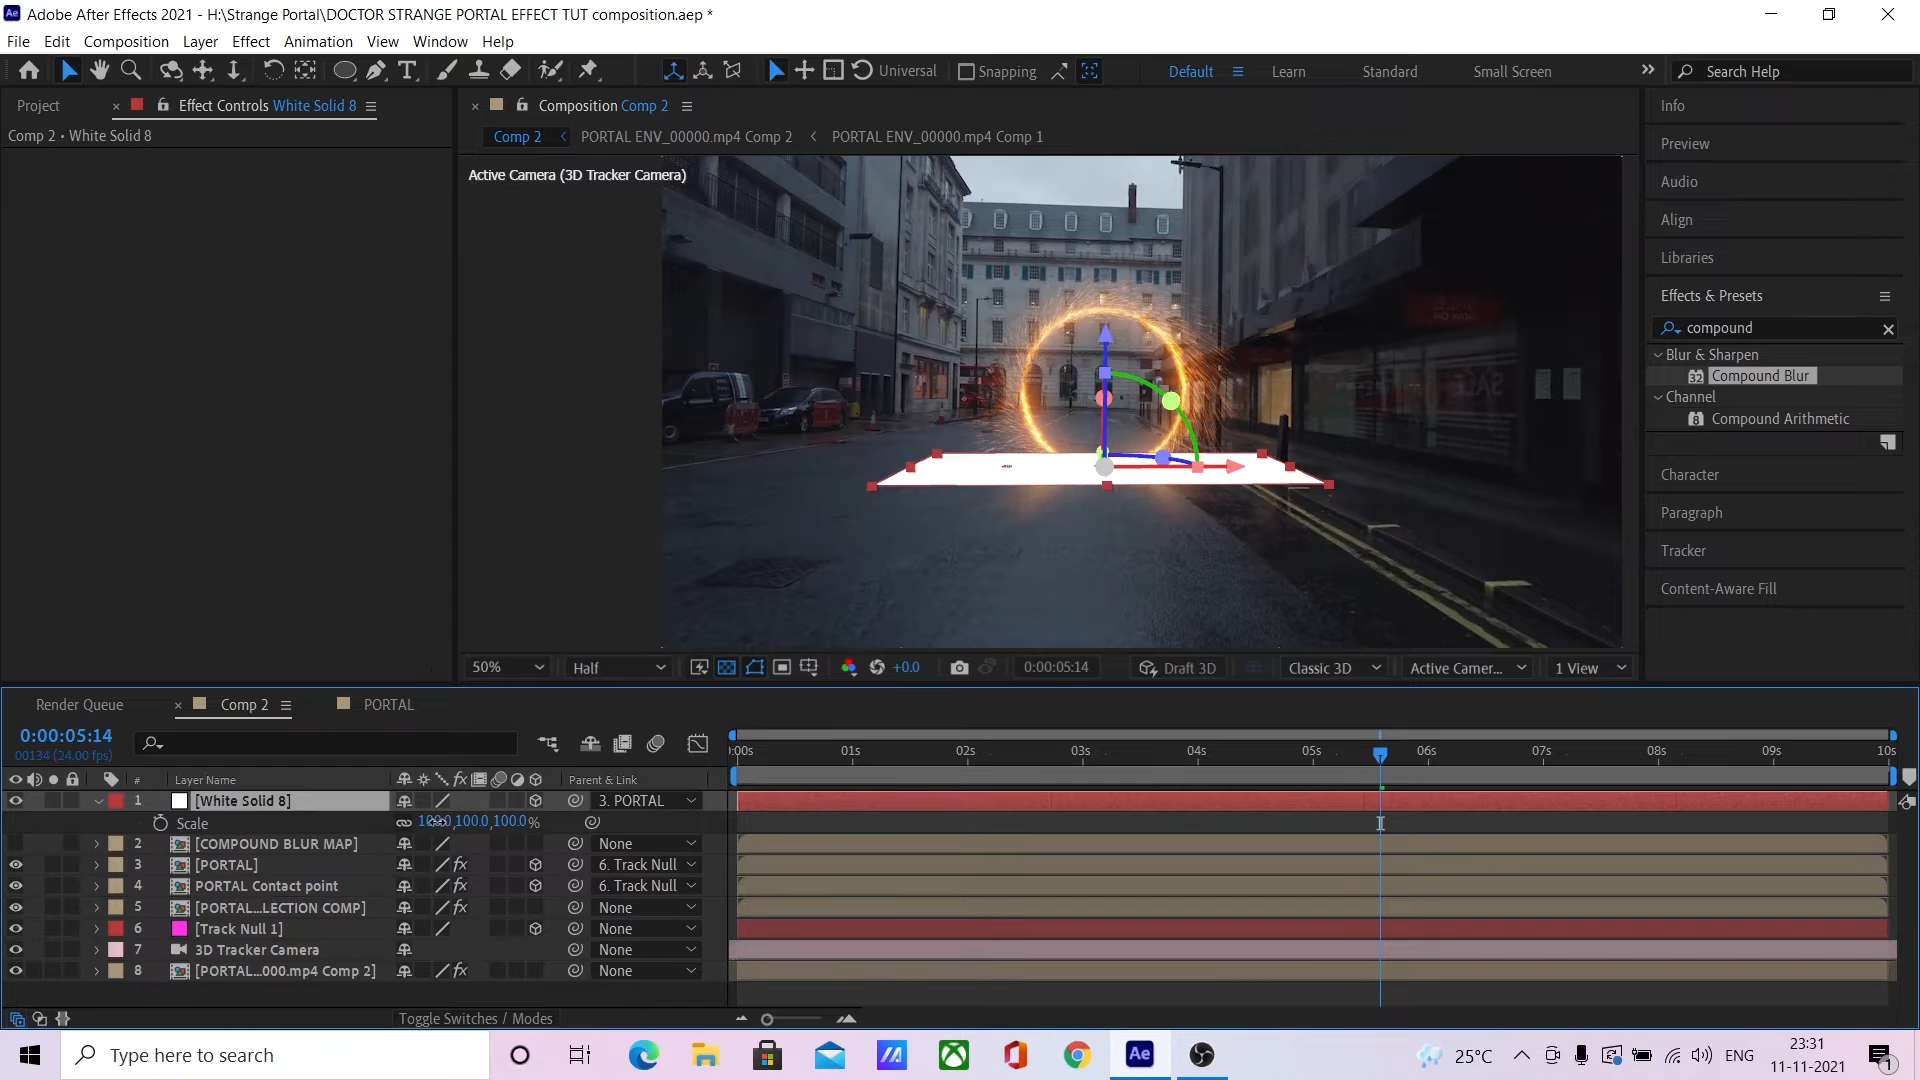 Adobe After Effects 2021 - H:\Strange Portal\DOCTOR STRANGE PORTAL EFFECT TUT composition.aep *
File Edit Composition Layer Effect Animation View Window Help
Universal Snapping Default Learn Standard Small Screen Search Help
Project Effect Controls White Solid 8 Composition Comp 2 Info
Comp 2 • White Solid 8 Comp 2 PORTAL ENV_00000.mp4 Comp 2 PORTAL ENV_00000.mp4 Comp 1
Preview
Active Camera (3D Tracker Camera)
Audio
Align
Libraries
Effects & Presets
compound
Blur & Sharpen
32 Compound Blur
Channel
8 Compound Arithmetic
Character
Paragraph
Tracker
Content-Aware Fill
SALE
50% Half +0.0 0:00:05:14 Draft 3D Classic 3D Active Camer... 1 View
Render Queue Comp 2 PORTAL
0:00:05:14
00134 (24.00 fps)
:00s 01s 02s 03s 04s 05s 06s 07s 08s 09s 10s
# Layer Name fx Parent & Link
1 [White Solid 8] 3. PORTAL
Scale 100.0,100.0,100.0%
2 [COMPOUND BLUR MAP] None
3 [PORTAL] fx 6. Track Null
4 PORTAL Contact point fx 6. Track Null
5 [PORTAL...LECTION COMP] fx None
6 [Track Null 1] None
7 3D Tracker Camera None
8 [PORTAL...000.mp4 Comp 2] fx None
Toggle Switches / Modes
Type here to search Ae 25°C ENG 23:31
11-11-2021
1